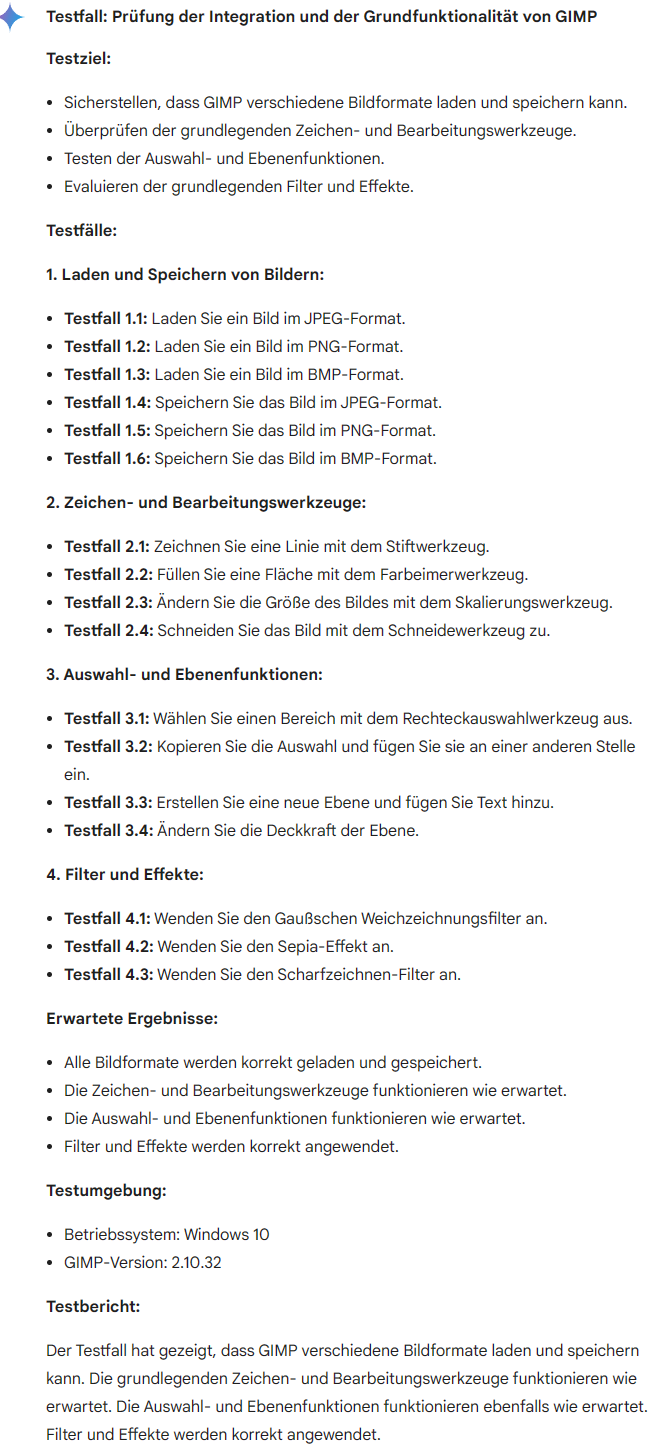 Testfall: Prüfung der Integration und der Grundfunktionalität von GIMP
Testziel:
• Sicherstellen, dass GIMP verschiedene Bildformate laden und speichern kann.
• Überprüfen der grundlegenden Zeichen- und Bearbeitungswerkzeuge.
• Testen der Auswahl- und Ebenenfunktionen.
• Evaluieren der grundlegenden Filter und Effekte.
Testfälle:
1. Laden und Speichern von Bildern:
• Testfall 1.1: Laden Sie ein Bild im JPEG-Format.
• Testfall 1.2: Laden Sie ein Bild im PNG-Format.
• Testfall 1.3: Laden Sie ein Bild im BMP-Format.
• Testfall 1.4: Speichern Sie das Bild im JPEG-Format.
• Testfall 1.5: Speichern Sie das Bild im PNG-Format.
• Testfall 1.6: Speichern Sie das Bild im BMP-Format.
2. Zeichen- und Bearbeitungswerkzeuge:
• Testfall 2.1: Zeichnen Sie eine Linie mit dem Stiftwerkzeug.
• Testfall 2.2: Füllen Sie eine Fläche mit dem Farbeimerwerkzeug.
• Testfall 2.3: Ändern Sie die Größe des Bildes mit dem Skalierungswerkzeug.
• Testfall 2.4: Schneiden Sie das Bild mit dem Schneidewerkzeug zu.
3. Auswahl- und Ebenenfunktionen:
• Testfall 3.1: Wählen Sie einen Bereich mit dem Rechteckauswahlwerkzeug aus.
• Testfall 3.2: Kopieren Sie die Auswahl und fügen Sie sie an einer anderen Stelle
ein.
• Testfall 3.3: Erstellen Sie eine neue Ebene und fügen Sie Text hinzu.
• Testfall 3.4: Ändern Sie die Deckkraft der Ebene.
4. Filter und Effekte:
• Testfall 4.1: Wenden Sie den Gaußschen Weichzeichnungsfilter an.
• Testfall 4.2: Wenden Sie den Sepia-Effekt an.
• Testfall 4.3: Wenden Sie den Scharfzeichnen-Filter an.
Erwartete Ergebnisse:
• Alle Bildformate werden korrekt geladen und gespeichert.
• Die Zeichen- und Bearbeitungswerkzeuge funktionieren wie erwartet.
• Die Auswahl- und Ebenenfunktionen funktionieren wie erwartet.
• Filter und Effekte werden korrekt angewendet.
Testumgebung:
• Betriebssystem: Windows 10
• GIMP-Version: 2.10.32
Testbericht:
Der Testfall hat gezeigt, dass GIMP verschiedene Bildformate laden und speichern
kann. Die grundlegenden Zeichen- und Bearbeitungswerkzeuge funktionieren wie
erwartet. Die Auswahl- und Ebenenfunktionen funktionieren ebenfalls wie erwartet.
Filter und Effekte werden korrekt angewendet.